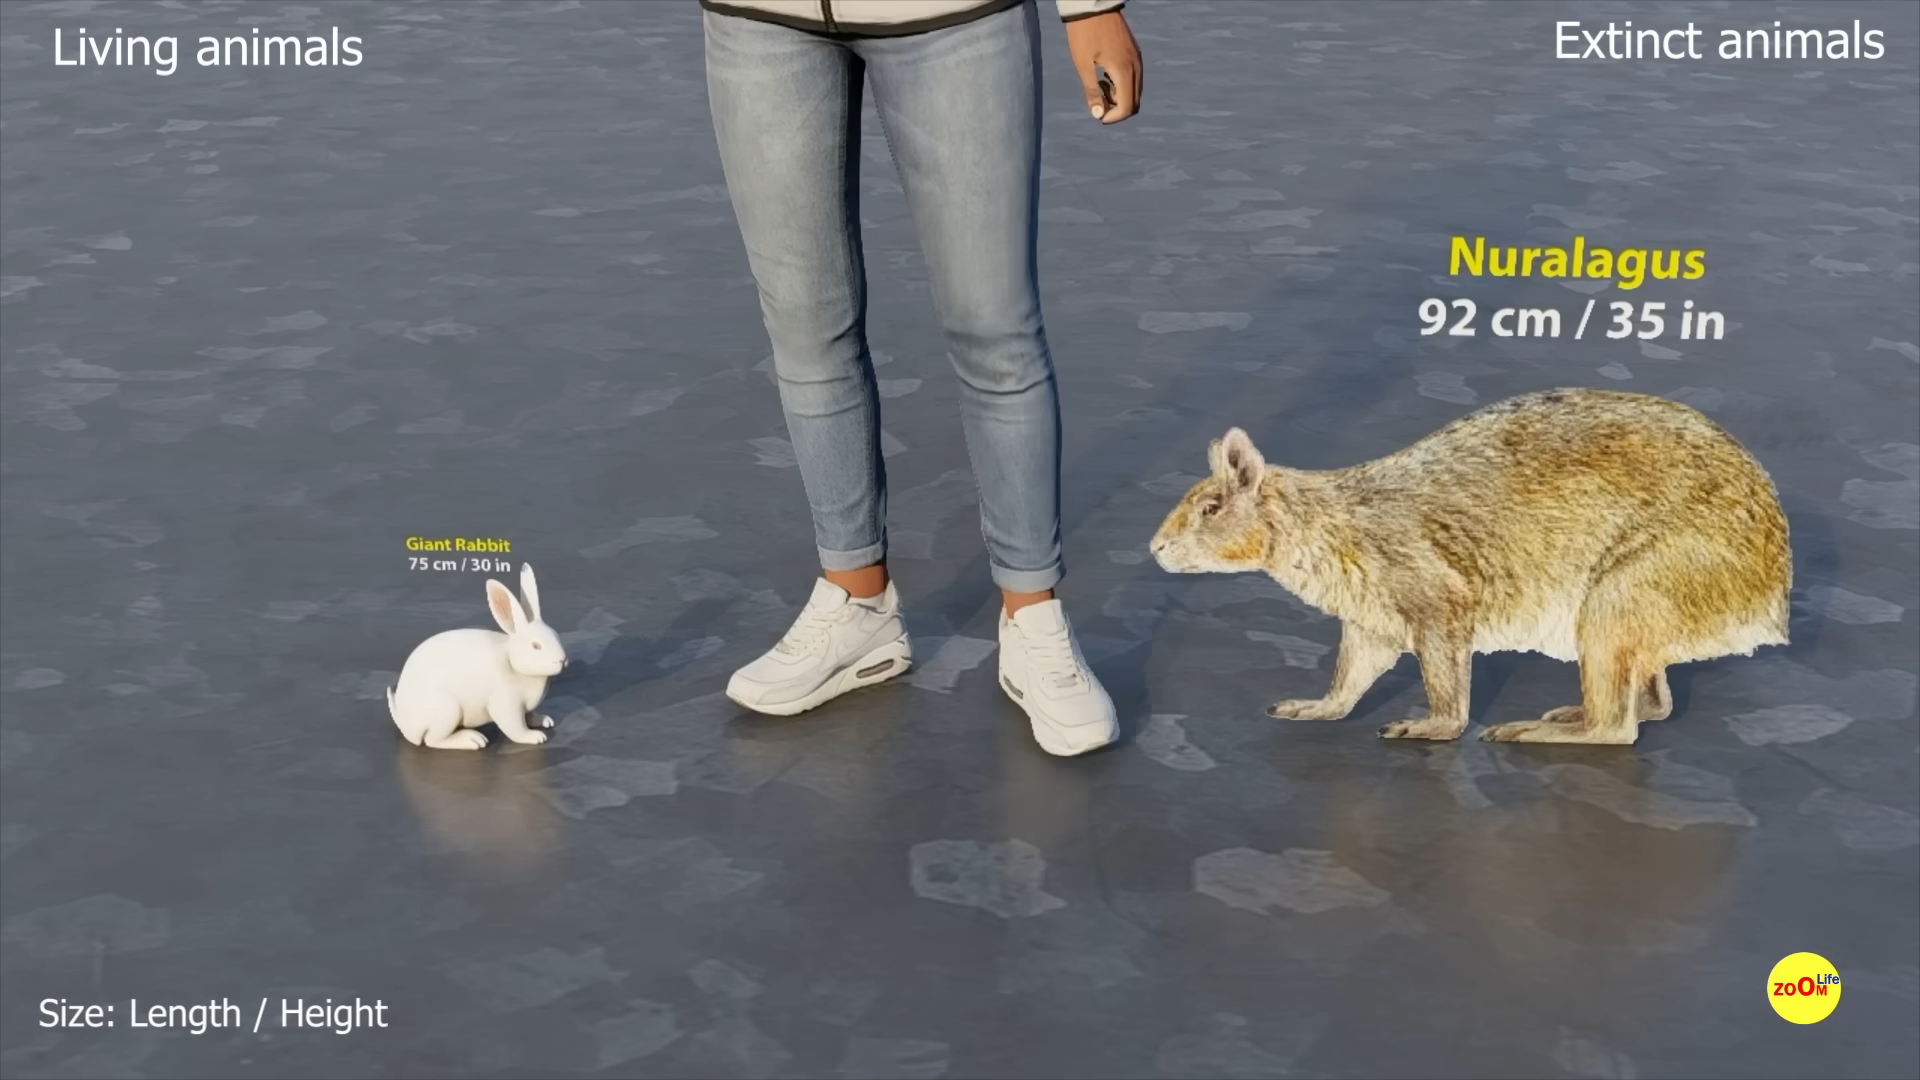 Living animals
Extinct animals
Nuralagus
92 cm / 35 in
Giant Rabbit
75 cm / 30 in
Size: Length / Height
zoOM Life